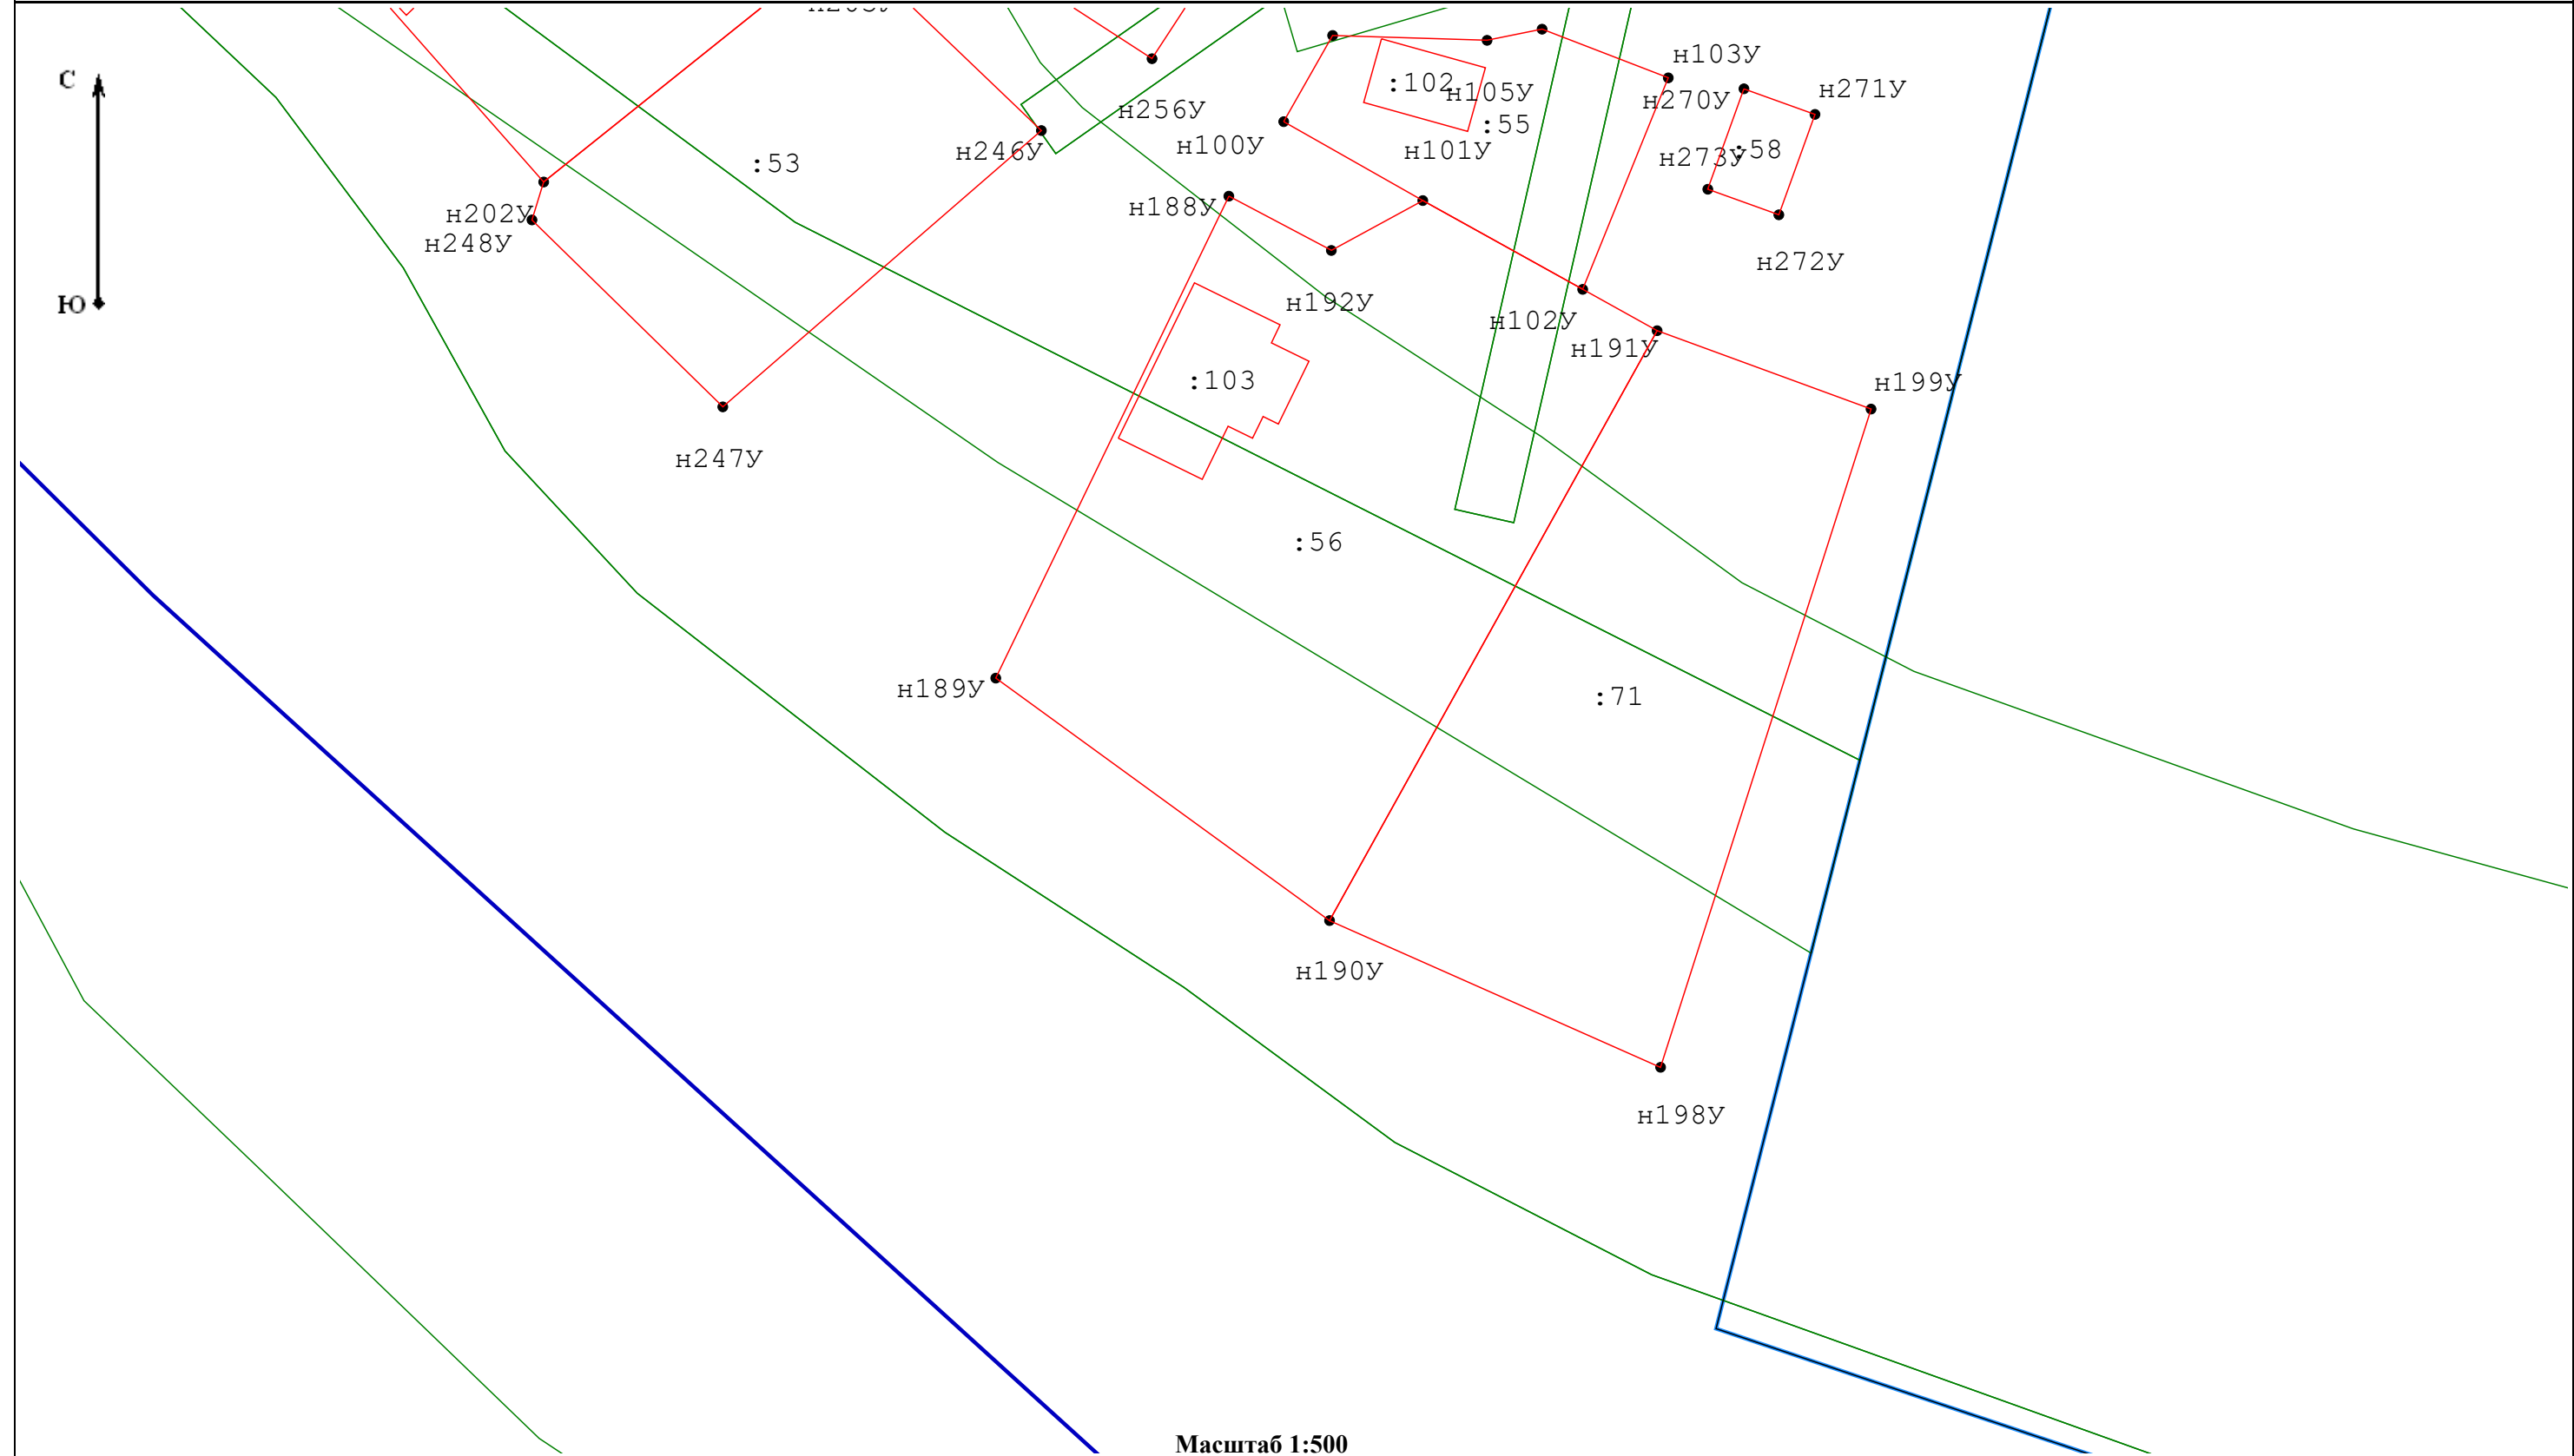 С
Ю
н103У
н270У
н271У
:102
н105У
:55
н256У
н100У
н101У
н246У
:53
н273У
:58
н202У
н248У
н188У
н272У
н192У
н102У
н191У
:103
н199У
н247У
:56
н189У
:71
н190У
н198У
Масштаб 1:500